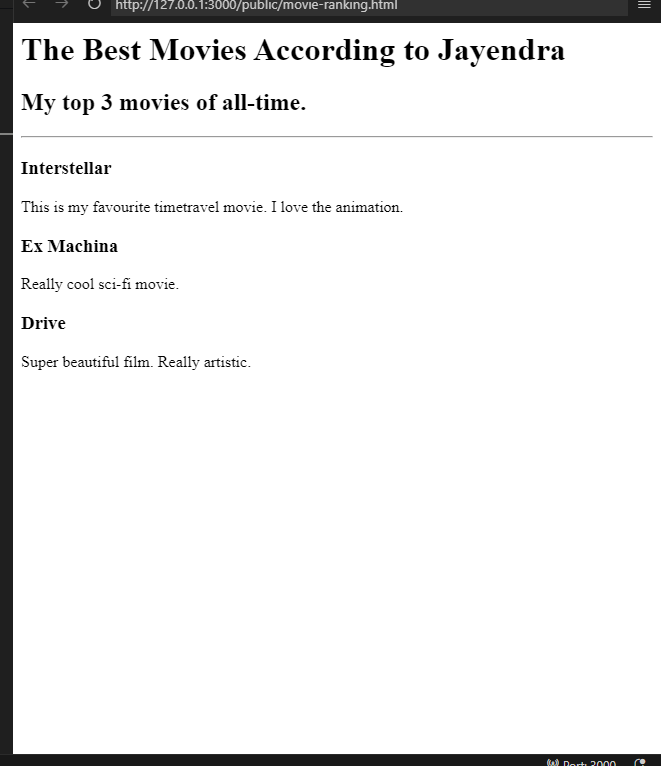 http://127.0.0.1:3000/public/movie-ranking.html
The Best Movies According to Jayendra
My top 3 movies of all-time.
Interstellar
This is my favourite timetravel movie. I love the animation.
Ex Machina
Really cool sci-fi movie.
Drive
Super beautiful film. Really artistic.
Port: 3000